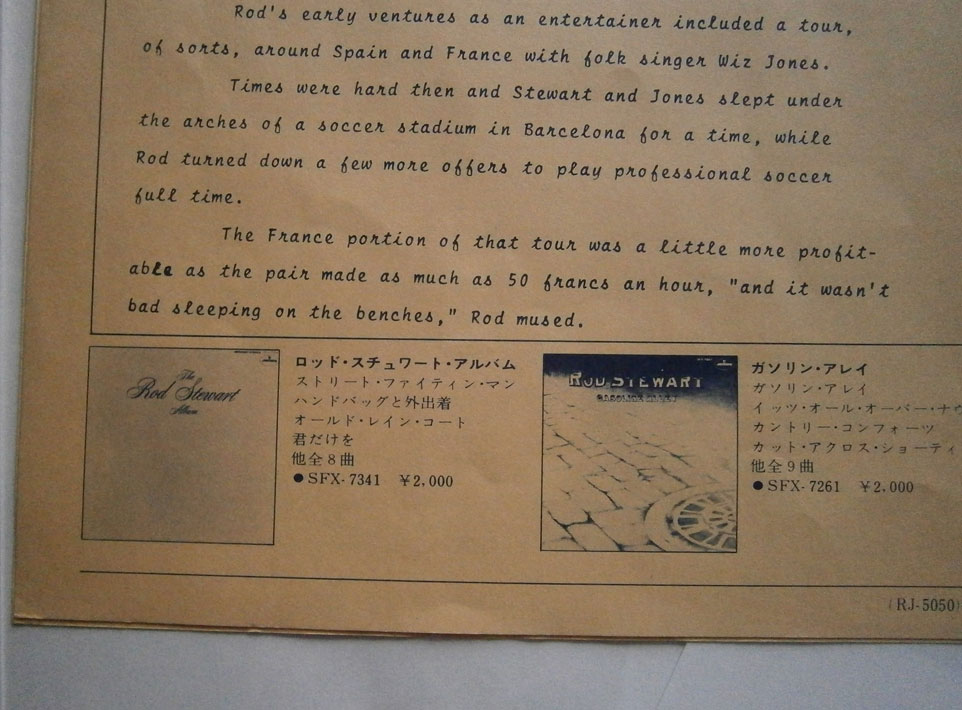 Rod's early ventures as an entertainer included a tour,
of sorts, around Spain and France with folk singer Wiz Jones.
Times were hard then and Stewart and Jones slept under
the arches of a soccer stadium in Barcelona for a time, while
Rod turned down a few more offers to play professional soccer
full time.
The France portion of that tour was a little more profit-
able as the pair made as much as 50 francs an hour, "and it wasn't
bad sleeping on the benches," Rod mused.
The
Rod Stewart
Album
ロッド・スチュワート・アルバム
ストリート・ファイティン・マン
ハンドバッグと外出着
オールド・レイン・コート
君だけを
他全8曲
●SFX-7341 ￥2,000
ROD STEWART
GASOLINE ALLEY
ガソリン・アレイ
ガソリン・アレイ
イッツ・オール・オーバー・ナウ
カントリー・コンフォーツ
カット・アクロス・ショーティ
他全9曲
●SFX-7261 ￥2,000
(RJ-5050)